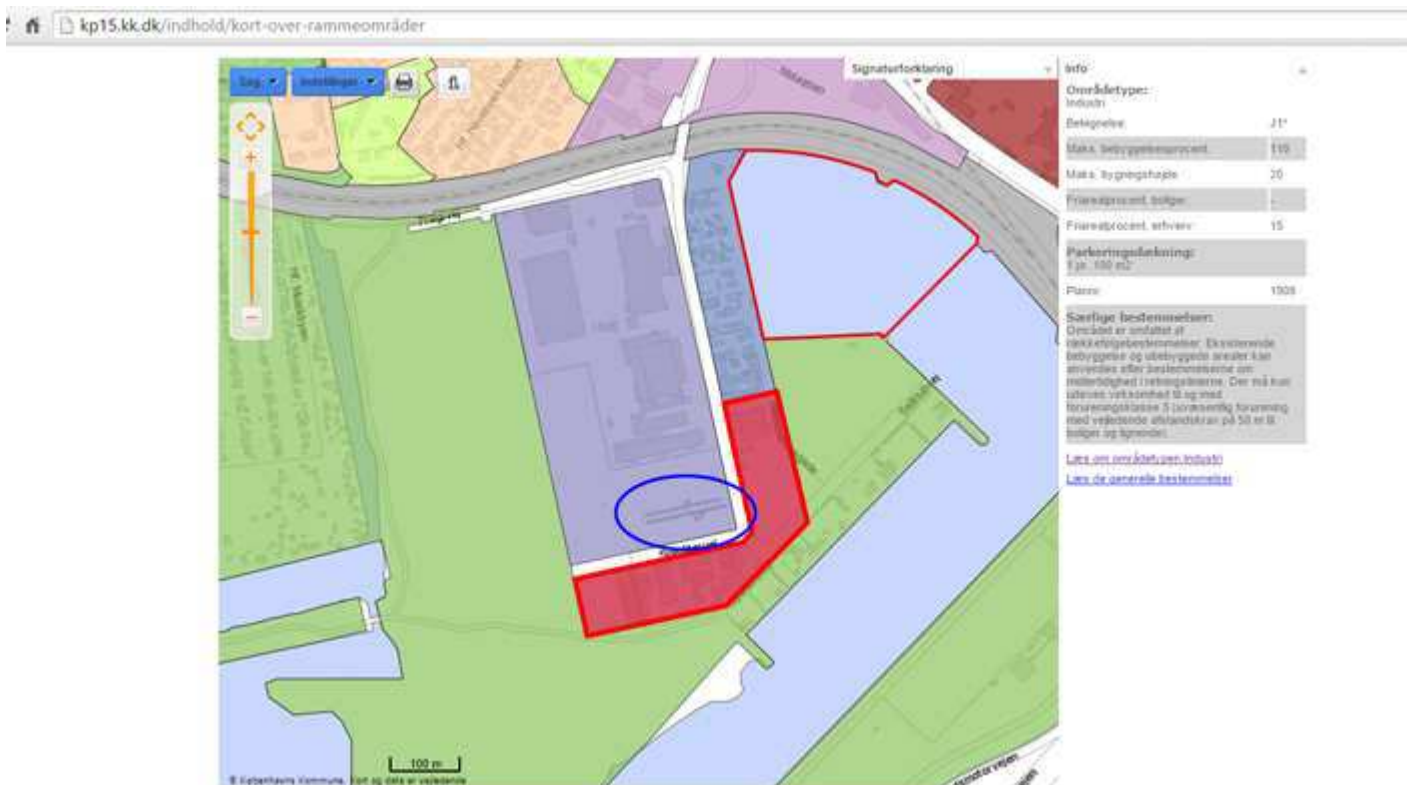 kp15.kk.dk/indhold/kort-over-rammeområder
Søg
Indstillinger
Signaturforklaring
Info
Områdetype:
Industri
Betegnelse: J1*
Maks. bebyggelsesprocent: 110
Maks. bygningshøjde 20
Friarealprocent, boliger: -
Friarealprocent, erhverv: 15
Parkeringsdækning:
1 pr. 100 m2
Plannr. 1909
Særlige bestemmelser:
Området er omfattet af
rækkefølgebestemmelser. Eksisterende
bebyggelse og ubebyggede arealer kan
anvendes efter bestemmelserne om
midlertidighed i retningslinierne. Der må kun
udøves virksomhed til og med
forureningsklasse 3 (uvæsentlig forurening
med vejledende afstandskrav på 50 m til
boliger og lignende).
Læs om områdetypen Industri
Læs de generelle bestemmelser
100 m
© Københavns Kommune, Kort og data er vejledende